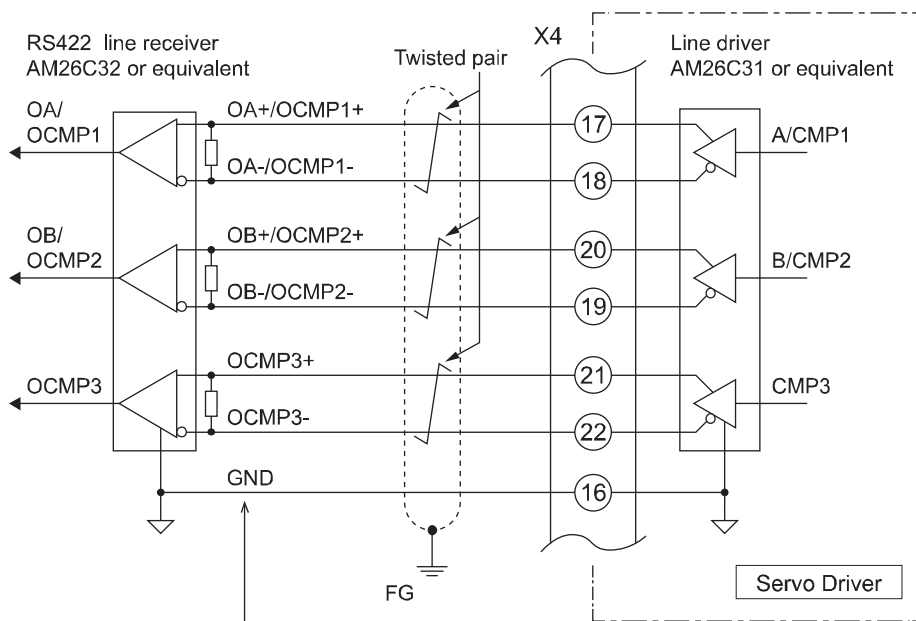 RS422 line receiver
AM26C32 or equivalent
Twisted pair
X4
Line driver
AM26C31 or equivalent
OA/
OCMP1
OA+/OCMP1+
17
A/CMP1
OA-/OCMP1-
18
OB/
OCMP2
OB+/OCMP2+
20
B/CMP2
OB-/OCMP2-
19
OCMP3
OCMP3+
21
CMP3
OCMP3-
22
GND
16
FG
Servo Driver